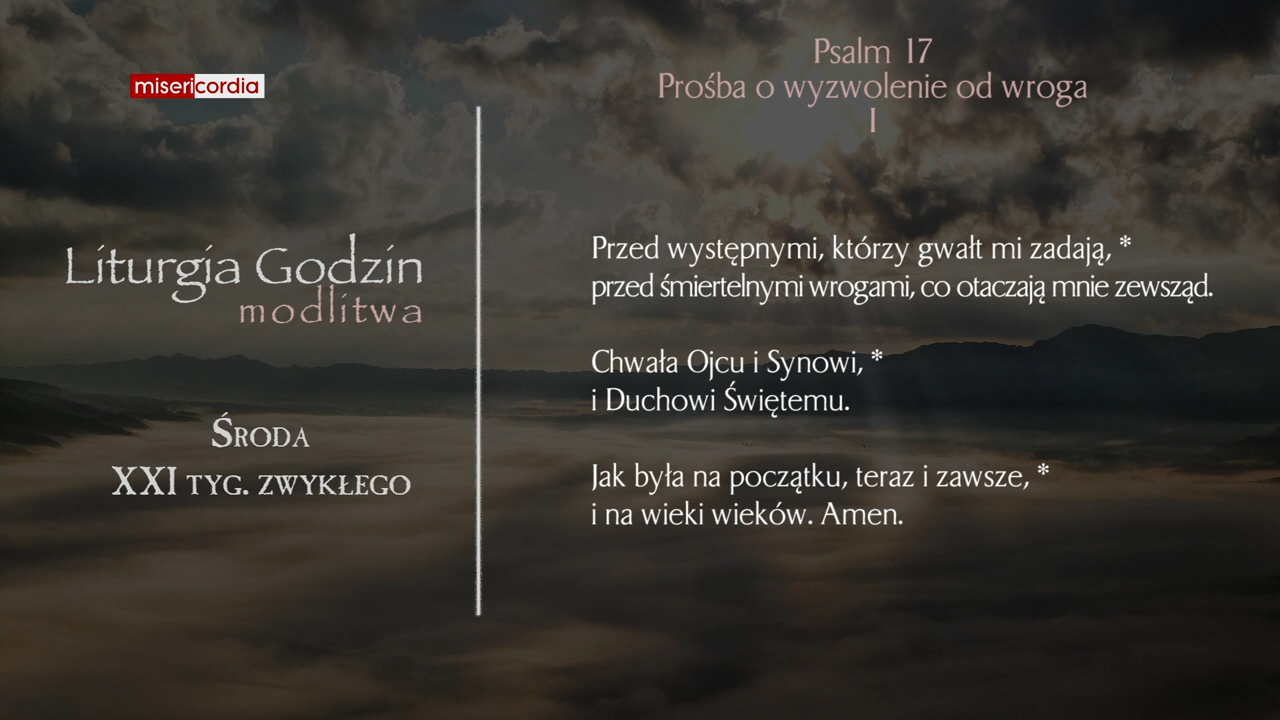 misericordia
Liturgia Godzin
modlitwa
Środa
XXI tyg. zwykłego
Psalm 17
Prośba o wyzwolenie od wroga
I
Przed występnymi, którzy gwałt mi zadają, *
przed śmiertelnymi wrogami, co otaczają mnie zewsząd.
Chwała Ojcu i Synowi, *
i Duchowi Świętemu.
Jak była na początku, teraz i zawsze, *
i na wieki wieków. Amen.